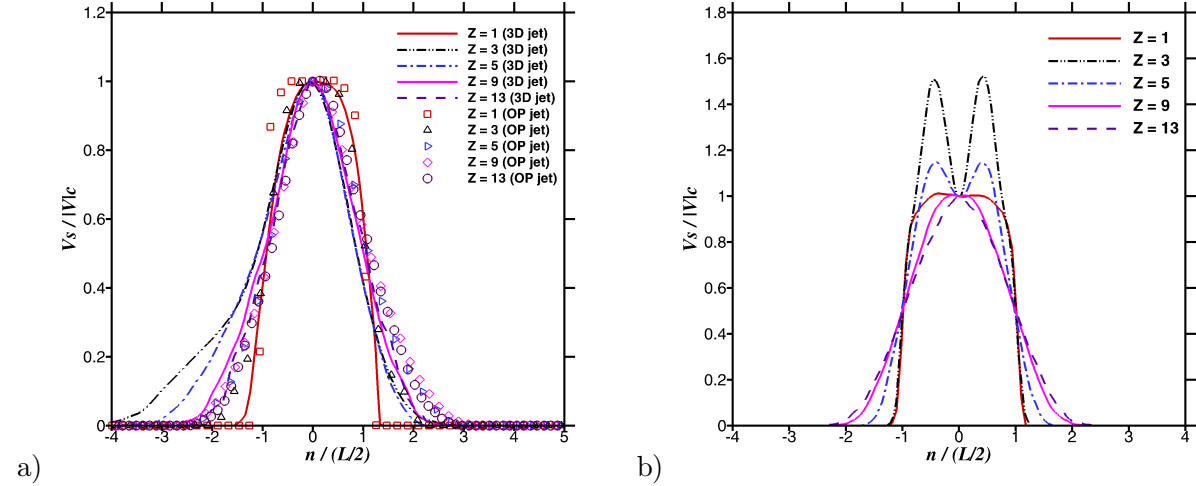 1.2
1
0.8
0.6
0.4
0.2
0
Vs / |V|c
-4 -3 -2 -1 0 1 2 3 4 5
n / (L/2)
Z = 1 (3D jet)
Z = 3 (3D jet)
Z = 5 (3D jet)
Z = 9 (3D jet)
Z = 13 (3D jet)
Z = 1 (OP jet)
Z = 3 (OP jet)
Z = 5 (OP jet)
Z = 9 (OP jet)
Z = 13 (OP jet)
a)
1.8
1.6
1.4
1.2
1
0.8
0.6
0.4
0.2
0
Vs / |V|c
-4 -3 -2 -1 0 1 2 3 4
n / (L/2)
Z = 1
Z = 3
Z = 5
Z = 9
Z = 13
b)